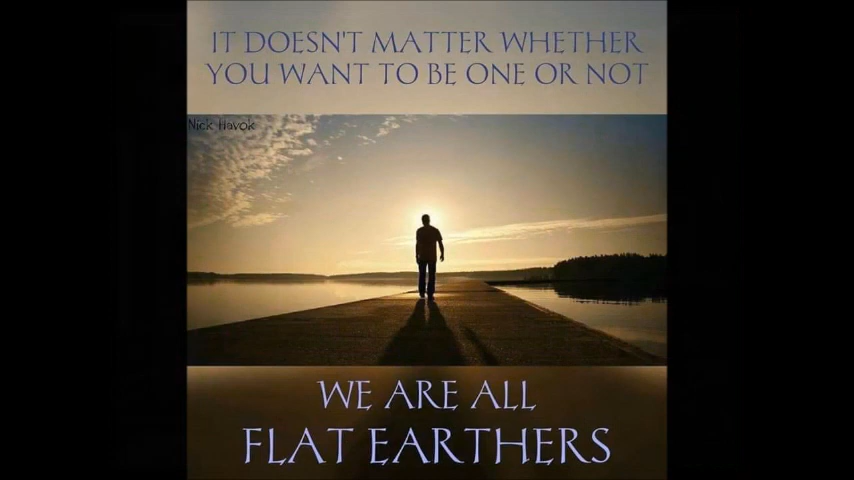 IT DOESN'T MATTER WHETHER
YOU WANT TO BE ONE OR NOT
Nick Havok
WE ARE ALL
FLAT EARTHERS